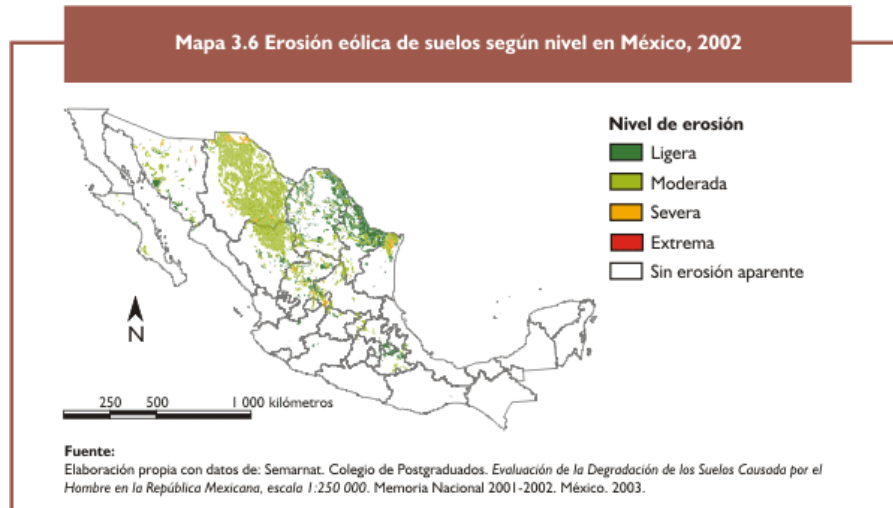 Mapa 3.6 Erosión eólica de suelos según nivel en México, 2002
Nivel de erosión
Ligera
Moderada
Severa
Extrema
Sin erosión aparente
N
250 500 1 000 kilómetros
Fuente:
Elaboración propia con datos de: Semarnat. Colegio de Postgraduados. Evaluación de la Degradación de los Suelos Causada por el
Hombre en la República Mexicana, escala 1:250 000. Memoria Nacional 2001-2002. México. 2003.